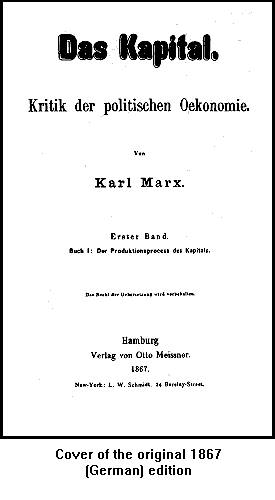 Das Kapital.
Kritik der politischen Oekonomie.
Von
Karl Marx.
Erster Band.
Buch I: Der Produktionsprocess des Kapitals.
Das Recht der Uebersetzung wird vorbehalten.
Hamburg
Verlag von Otto Meissner.
1867.
New-York: L. W. Schmidt. 24 Barclay-Street.
Cover of the original 1867
(German) edition